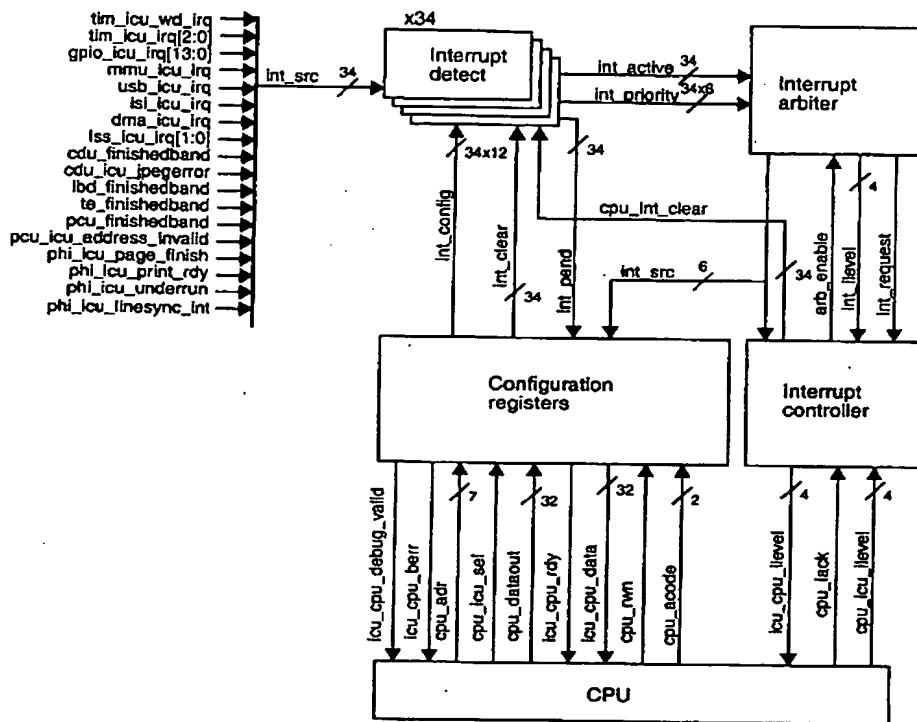 tim_icu_wd_irq
tim_icu_irq[2:0]
gpio_icu_irq[13:0]
mmu_icu_irq
usb_icu_irq
isi_icu_irq
dma_icu_irq
lss_icu_irq[1:0]
cdu_finishedband
cdu_icu_jpegerror
lbd_finishedband
te_finishedband
pcu_finishedband
pcu_icu_address_invalid
phi_icu_page_finish
phi_icu_print_rdy
phi_icu_underrun
phi_icu_linesync_int
int_src
34
x34
Interrupt
detect
int_active
34
int_priority
34x8
Interrupt
arbiter
34x12
34
int_config
int_clear
34
int_pend
cpu_int_clear
int_src
6
34
arb_enable
4
int_ilevel
int_request
Configuration
registers
Interrupt
controller
icu_cpu_debug_valid
icu_cpu_berr
cpu_adr
7
cpu_icu_sel
cpu_dataout
32
icu_cpu_rdy
icu_cpu_data
32
cpu_rwn
cpu_acode
2
icu_cpu_ilevel
4
cpu_iack
cpu_icu_ilevel
4
CPU